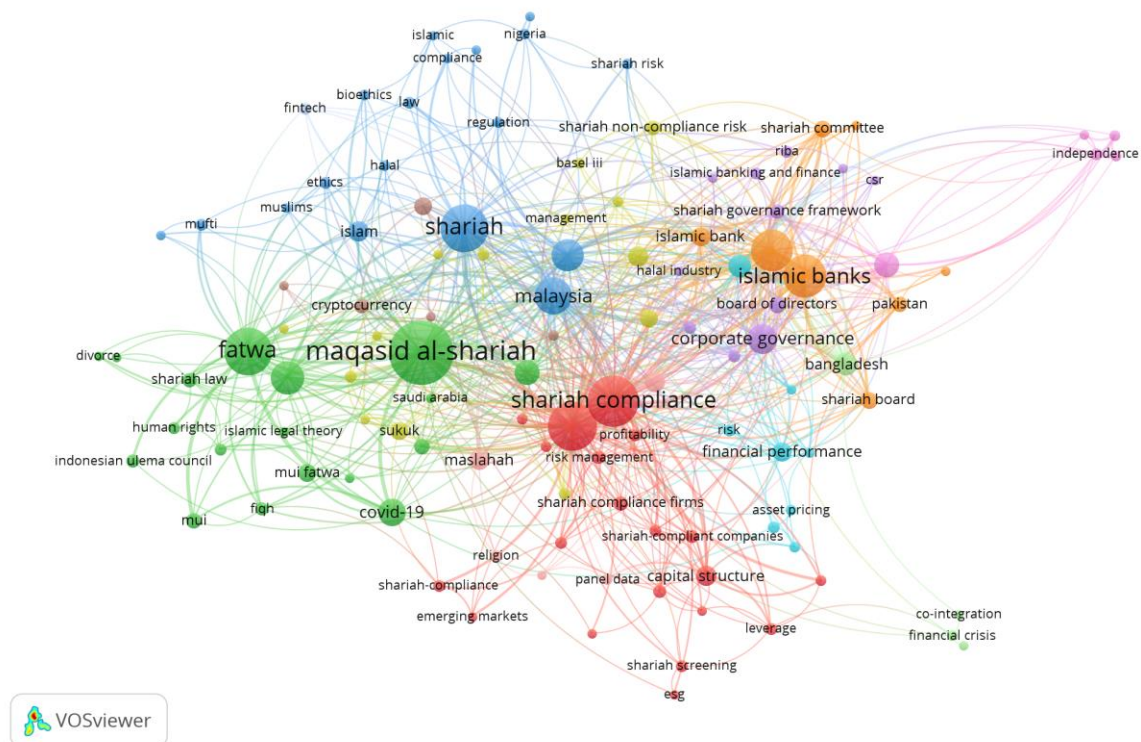 islamic
nigeria
compliance
shariah risk
bioethics
fintech
law
regulation
shariah non-compliance risk
shariah committee
riba
independence
basel iii
halal
islamic banking and finance
csr
ethics
muslims
management
shariah governance framework
mufti
islam
shariah
islamic bank
halal industry
islamic banks
malaysia
cryptocurrency
board of directors
pakistan
corporate governance
fatwa
maqasid al-shariah
divorce
bangladesh
shariah law
saudi arabia
shariah compliance
shariah board
human rights
islamic legal theory
sukuk
profitability
risk
indonesian ulema council
maslahah
risk management
financial performance
mui fatwa
shariah compliance firms
mui
fiqh
covid-19
asset pricing
shariah-compliant companies
religion
shariah-compliance
panel data
capital structure
emerging markets
leverage
co-integration
financial crisis
shariah screening
esg
VOSviewer